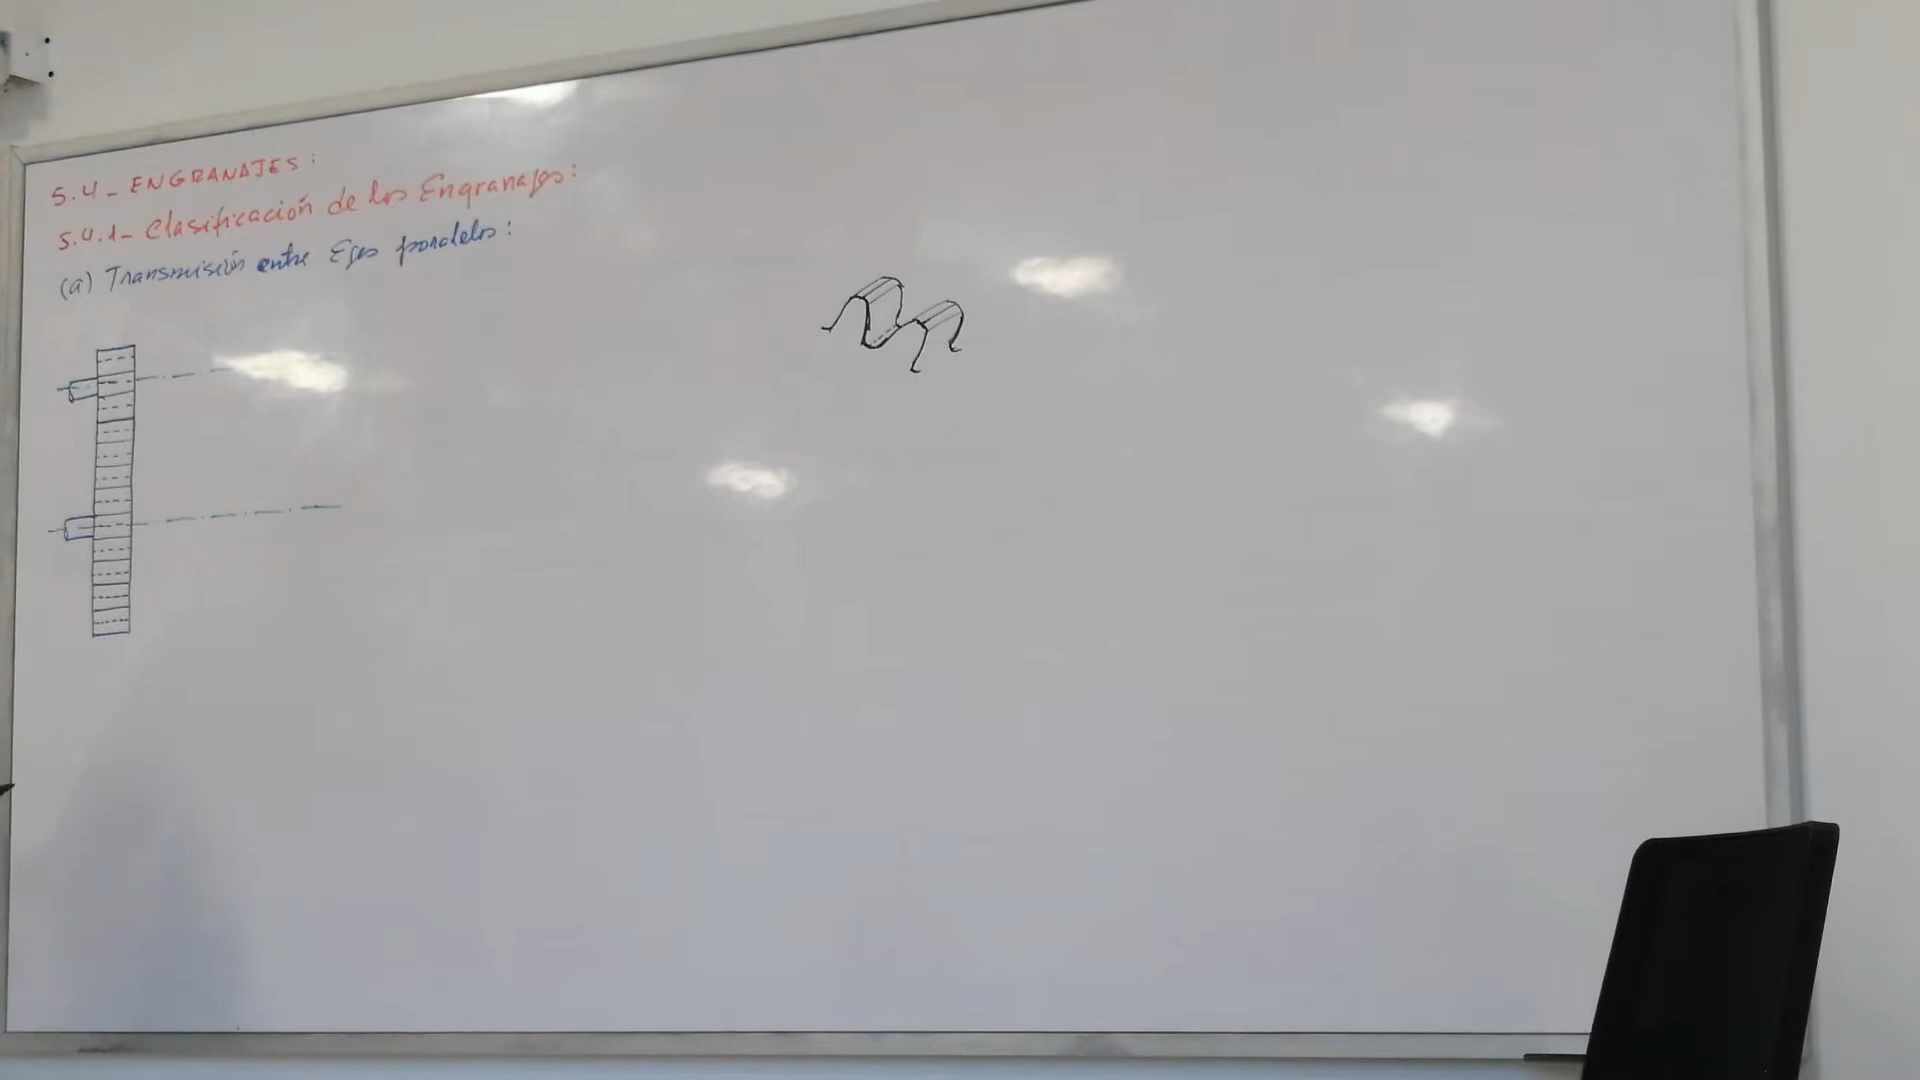 5.4- ENGRANAJES:
5.4.1- Clasificación de los Engranajes:
(a) Transmisión entre Ejes paralelos: